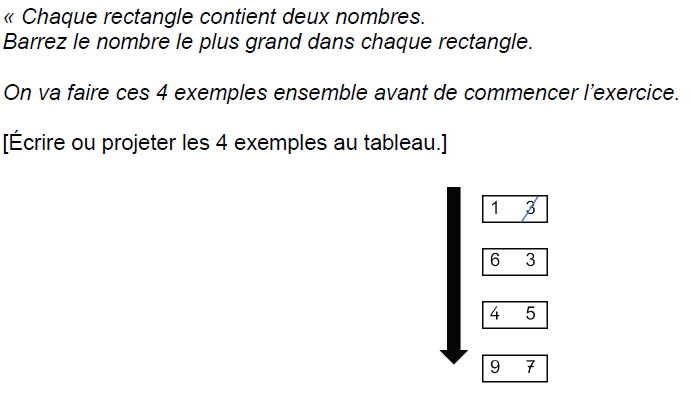 « Chaque rectangle contient deux nombres.
Barrez le nombre le plus grand dans chaque rectangle.
On va faire ces 4 exemples ensemble avant de commencer l’exercice.
[Écrire ou projeter les 4 exemples au tableau.]
1 3
6 3
4 5
9 7